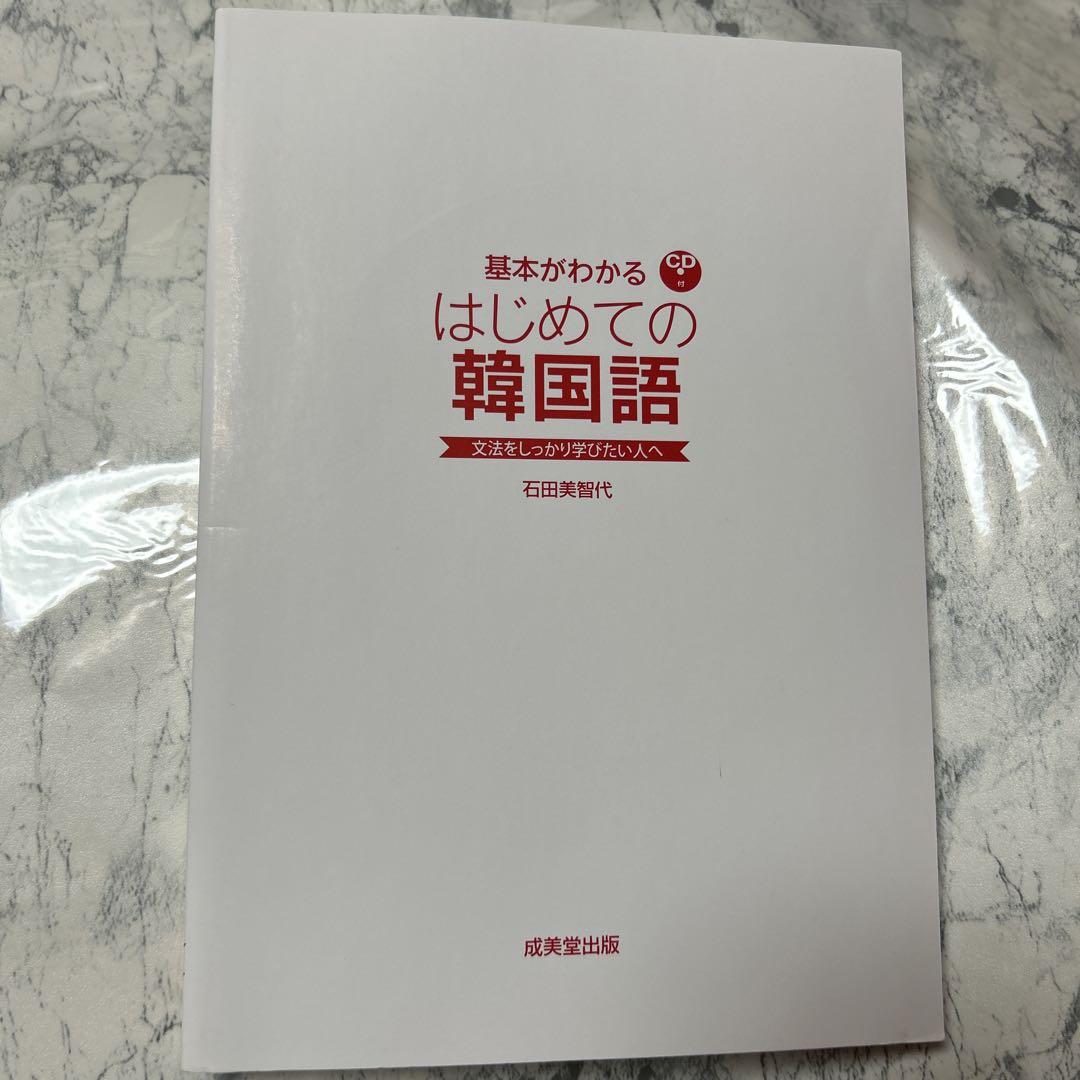 基本がわかる
CD
付
はじめての
韓国語
文法をしっかり学びたい人へ
石田美智代
成美堂出版